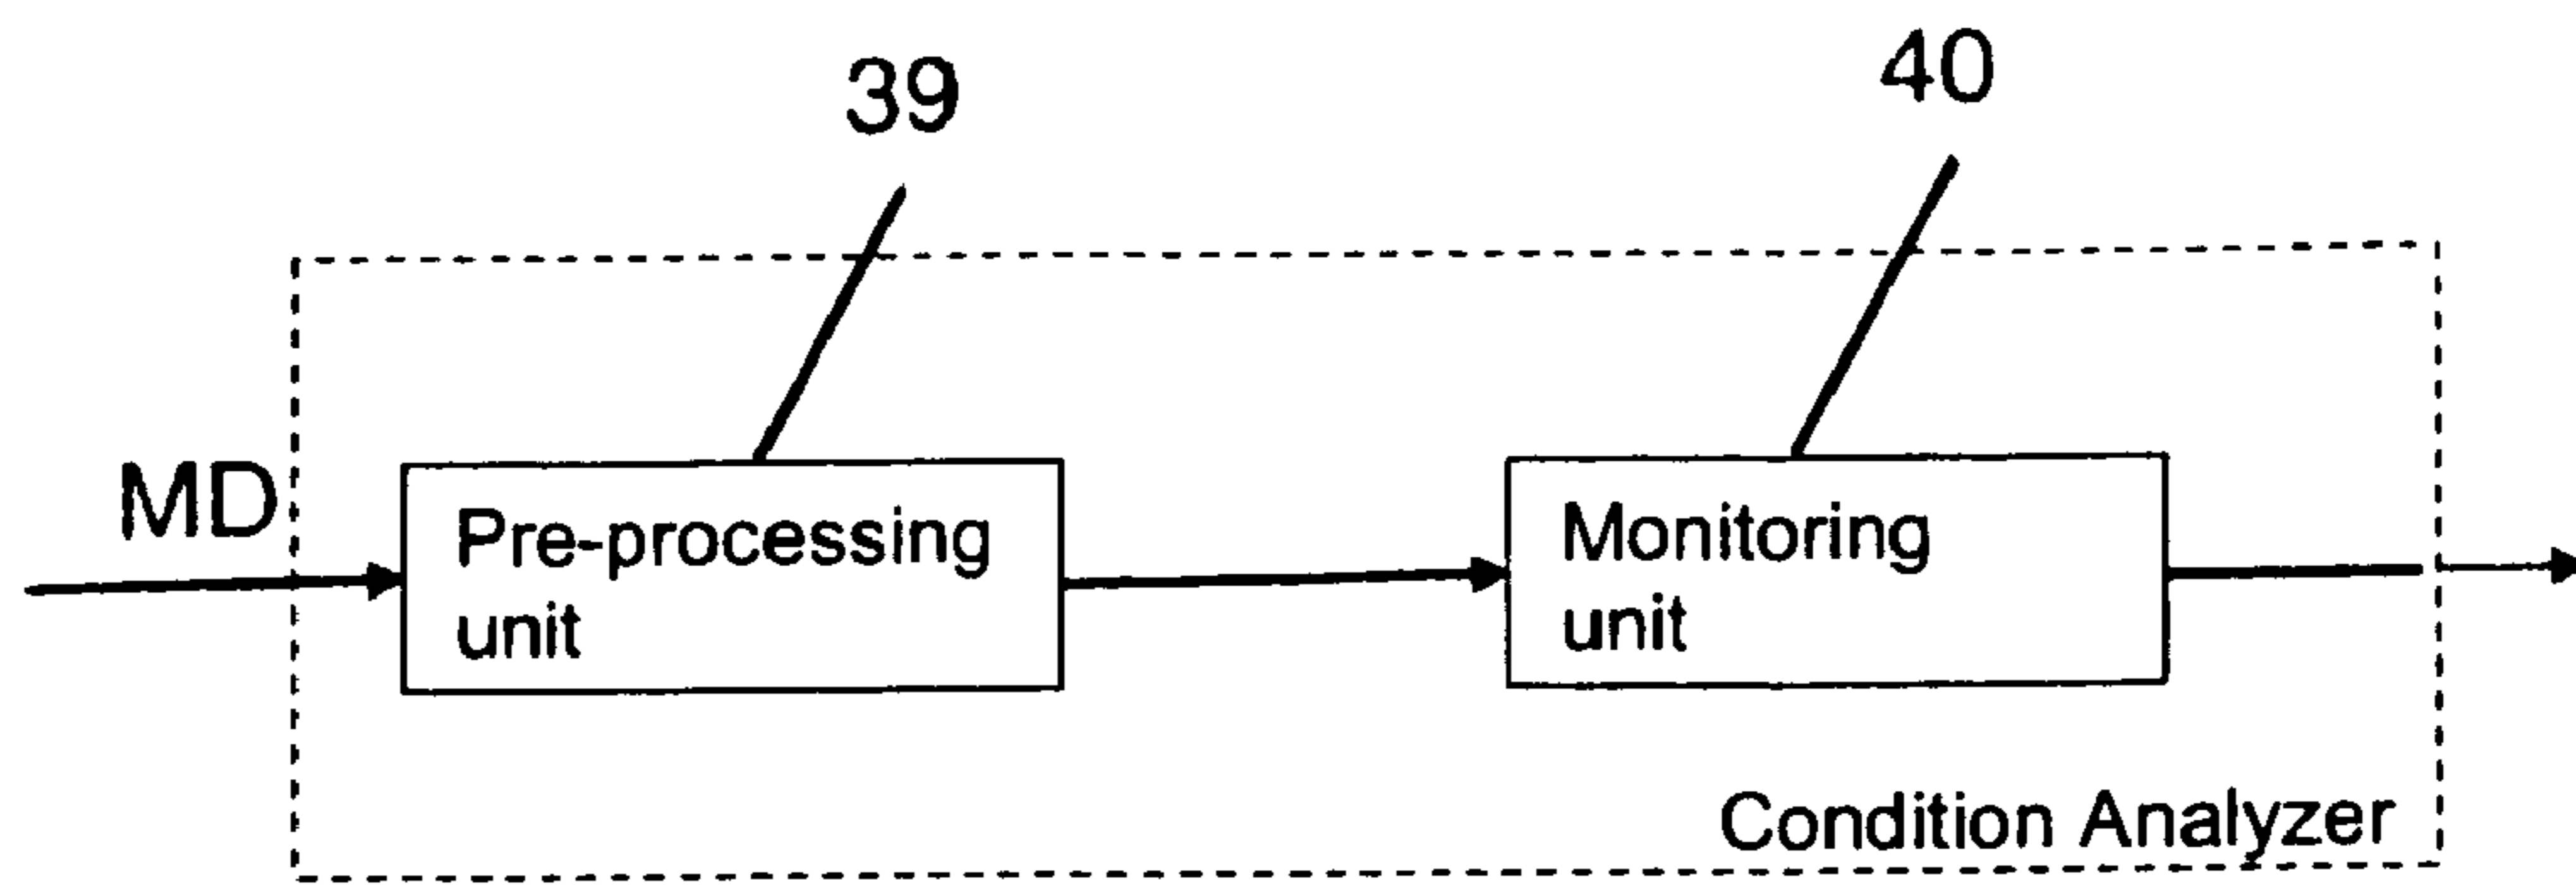 39
40
MD
Pre-processing
unit
Monitoring
unit
Condition Analyzer